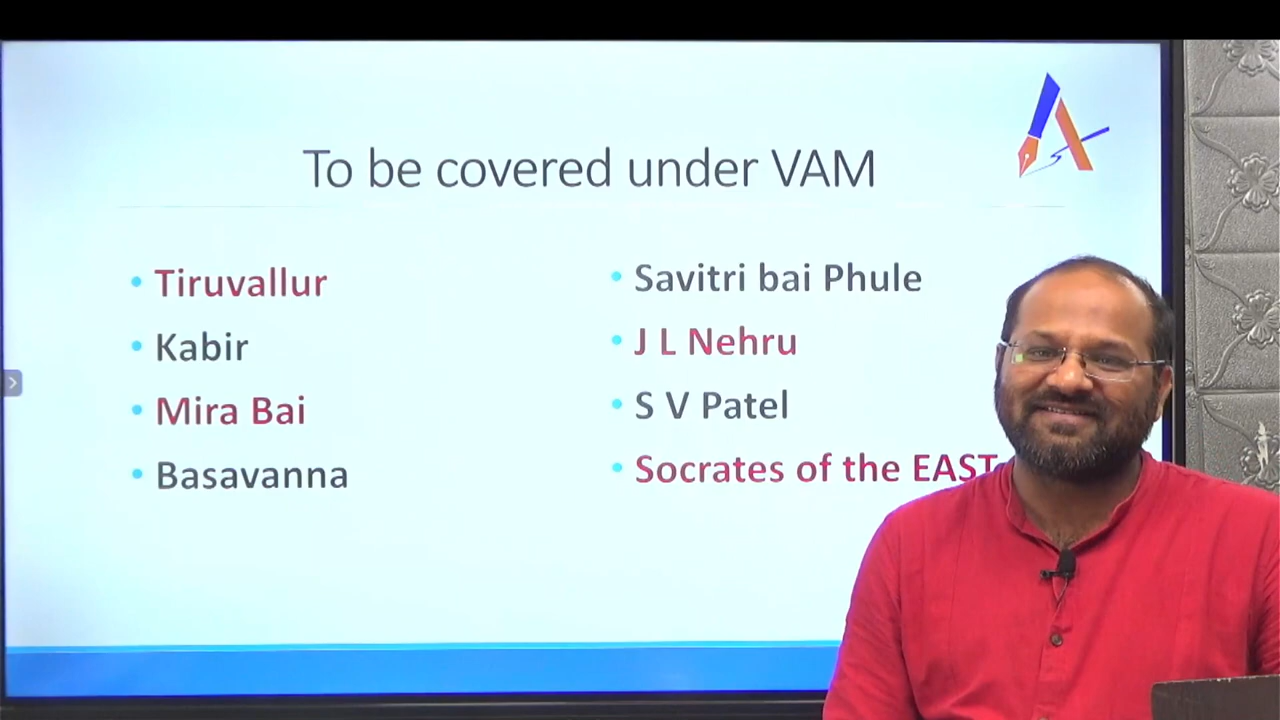 To be covered under VAM
• Tiruvallur
• Kabir
• Mira Bai
• Basavanna
• Savitri bai Phule
• J L Nehru
• S V Patel
• Socrates of the EAST